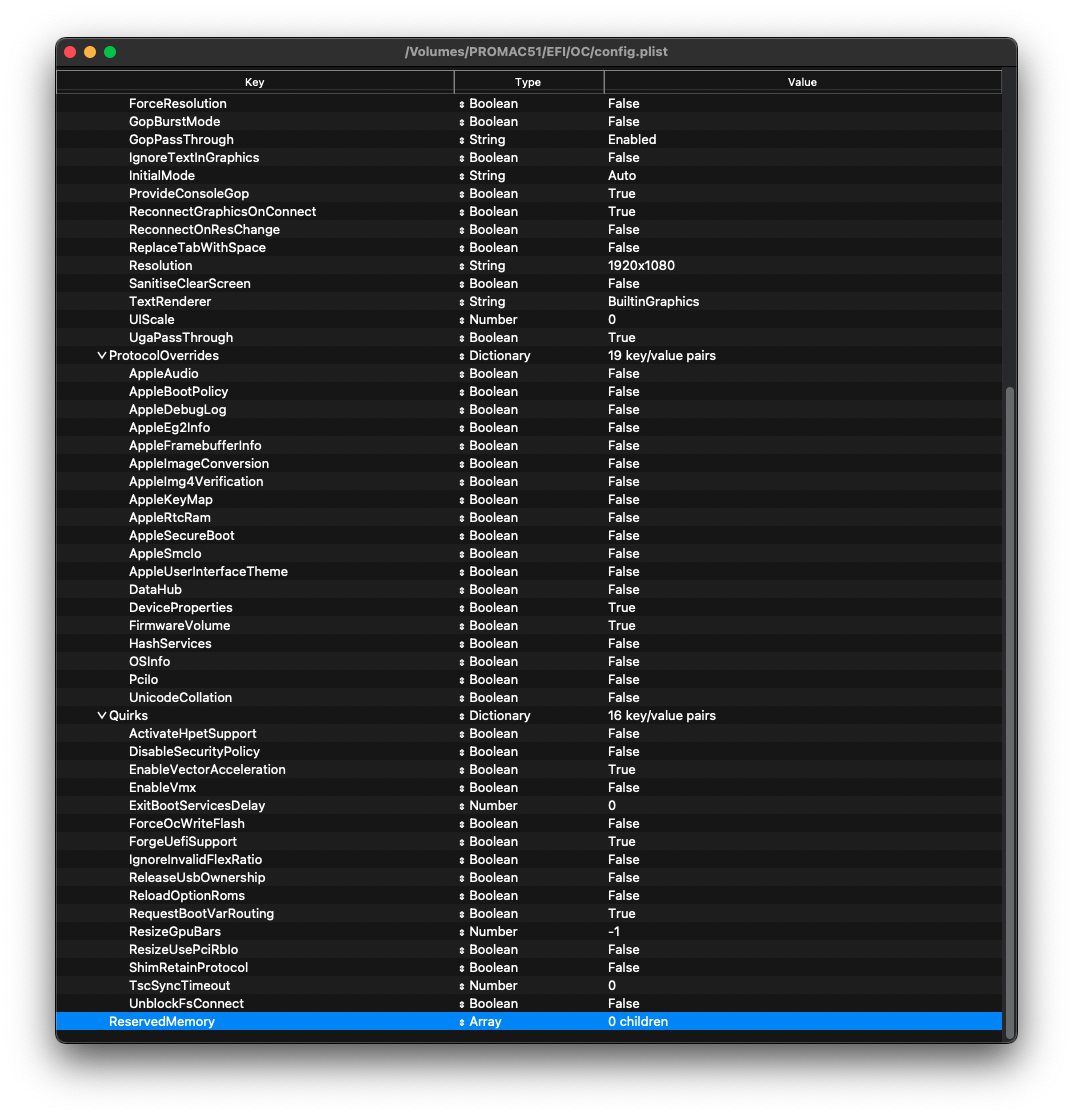 /Volumes/PROMAC51/EFI/OC/config.plist
Key Type Value
ForceResolution Boolean False
GopBurstMode Boolean False
GopPassThrough String Enabled
IgnoreTextInGraphics Boolean False
InitialMode String Auto
ProvideConsoleGop Boolean True
ReconnectGraphicsOnConnect Boolean True
ReconnectOnResChange Boolean False
ReplaceTabWithSpace Boolean False
Resolution String 1920x1080
SanitiseClearScreen Boolean False
TextRenderer String BuiltinGraphics
UIScale Number 0
UgaPassThrough Boolean True
ProtocolOverrides Dictionary 19 key/value pairs
AppleAudio Boolean False
AppleBootPolicy Boolean False
AppleDebugLog Boolean False
AppleEg2Info Boolean False
AppleFramebufferInfo Boolean False
AppleImageConversion Boolean False
AppleImg4Verification Boolean False
AppleKeyMap Boolean False
AppleRtcRam Boolean False
AppleSecureBoot Boolean False
AppleSmcIo Boolean False
AppleUserInterfaceTheme Boolean False
DataHub Boolean False
DeviceProperties Boolean True
FirmwareVolume Boolean True
HashServices Boolean False
OSInfo Boolean False
PciIo Boolean False
UnicodeCollation Boolean False
Quirks Dictionary 16 key/value pairs
ActivateHpetSupport Boolean False
DisableSecurityPolicy Boolean False
EnableVectorAcceleration Boolean True
EnableVmx Boolean False
ExitBootServicesDelay Number 0
ForceOcWriteFlash Boolean False
ForgeUefiSupport Boolean True
IgnoreInvalidFlexRatio Boolean False
ReleaseUsbOwnership Boolean False
ReloadOptionRoms Boolean False
RequestBootVarRouting Boolean True
ResizeGpuBars Number -1
ResizeUsePciRbIo Boolean False
ShimRetainProtocol Boolean False
TscSyncTimeout Number 0
UnblockFsConnect Boolean False
ReservedMemory Array 0 children